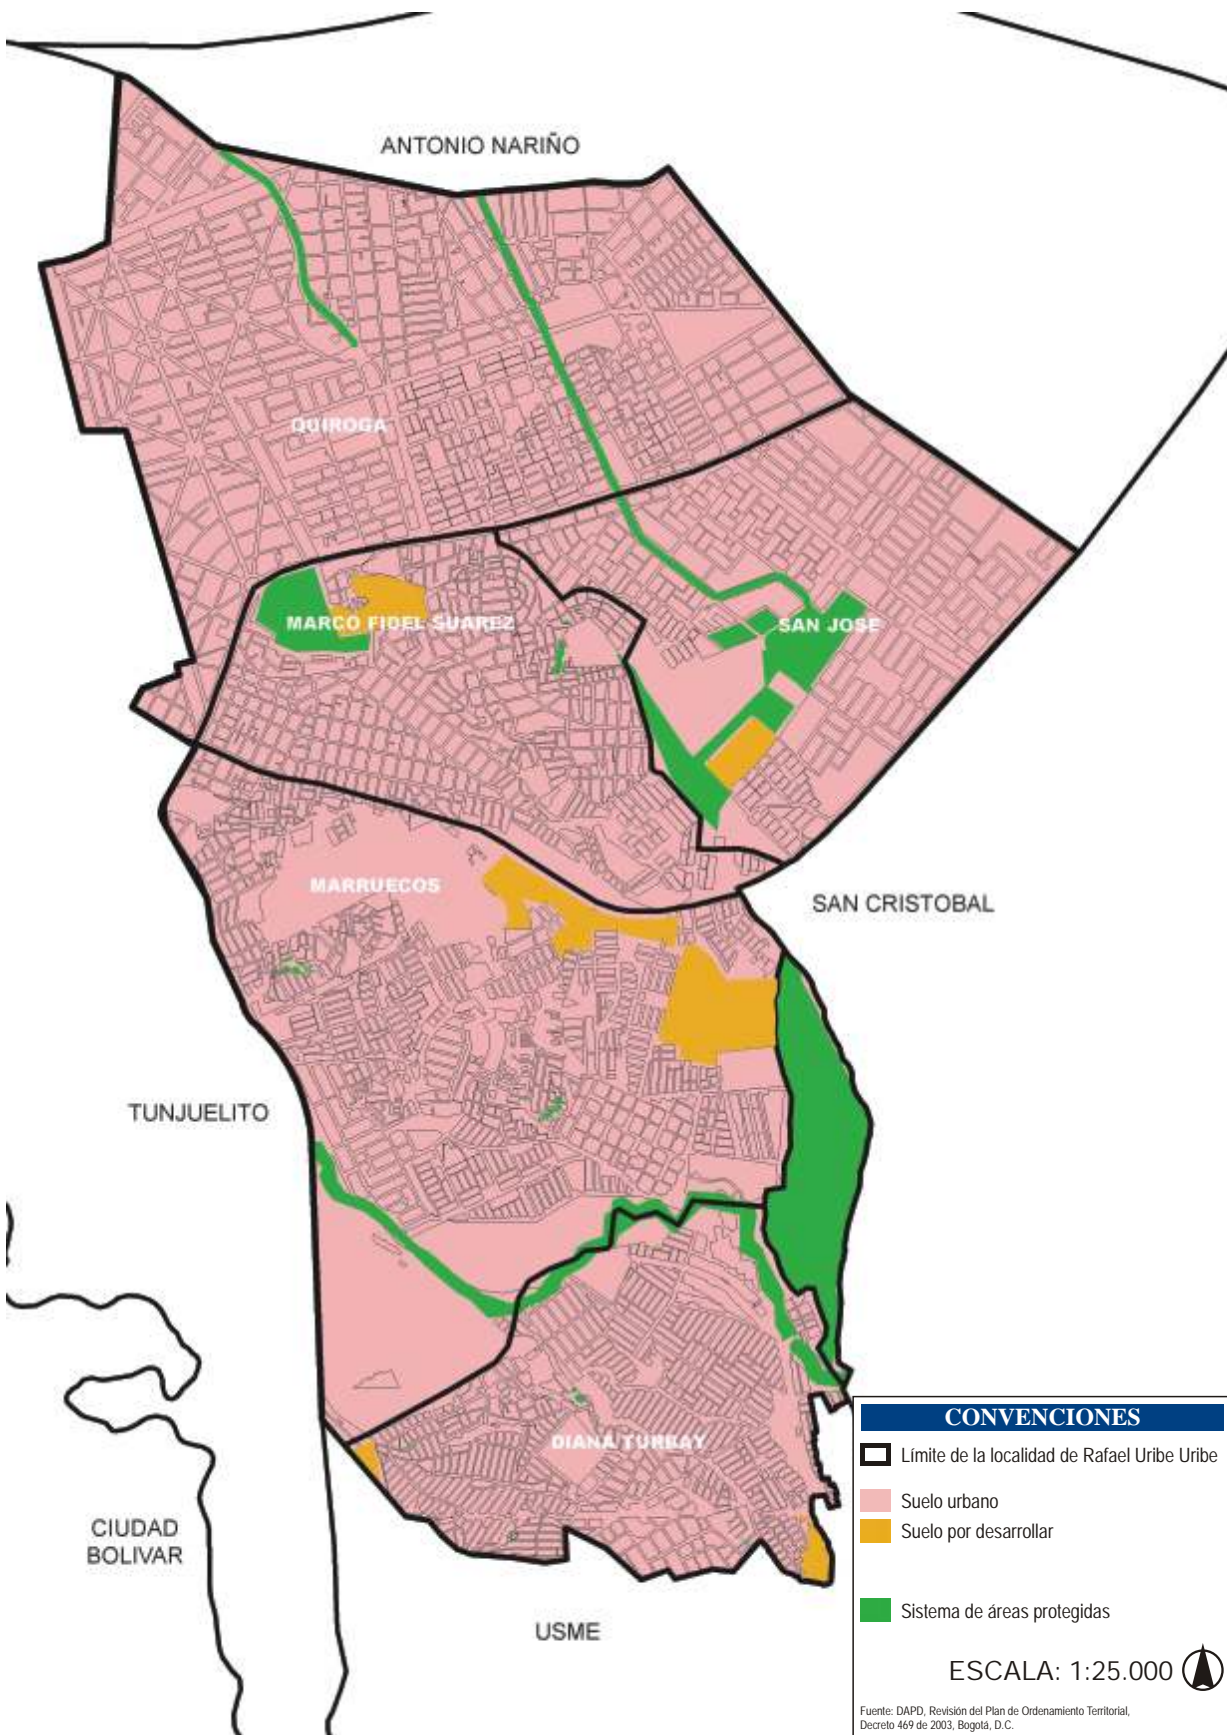 ANTONIO NARIÑO
QUIROGA
MARCO FIDEL SUAREZ
SAN JOSE
MARRUECOS
SAN CRISTOBAL
TUNJUELITO
DIANA TURBAY
CIUDAD
BOLIVAR
USME
CONVENCIONES
Límite de la localidad de Rafael Uribe Uribe
Suelo urbano
Suelo por desarrollar
Sistema de áreas protegidas
ESCALA: 1:25.000
Fuente: DAPD, Revisión del Plan de Ordenamiento Territorial,
Decreto 469 de 2003, Bogotá, D.C.